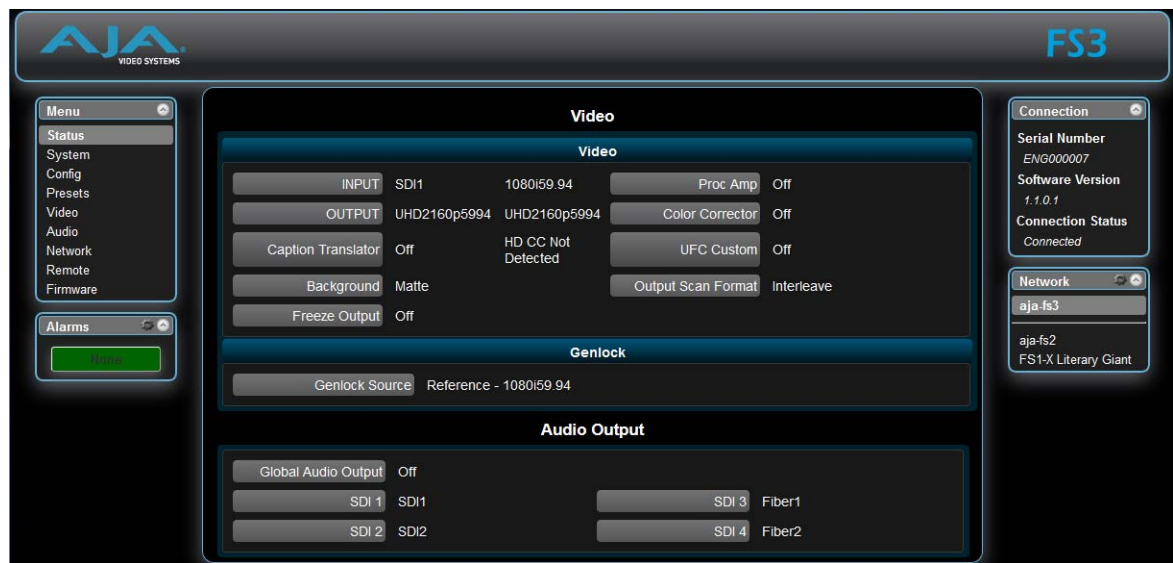 AJA
VIDEO SYSTEMS
FS3
Menu
Status
System
Config
Presets
Video
Audio
Network
Remote
Firmware
Alarms
None
Video
Video
INPUT SDI1 1080i59.94 Proc Amp Off
OUTPUT UHD2160p5994 UHD2160p5994 Color Corrector Off
Caption Translator Off HD CC Not Detected UFC Custom Off
Background Matte Output Scan Format Interleave
Freeze Output Off
Genlock
Genlock Source Reference - 1080i59.94
Audio Output
Global Audio Output Off
SDI 1 SDI1 SDI 3 Fiber1
SDI 2 SDI2 SDI 4 Fiber2
Connection
Serial Number
ENG000007
Software Version
1.1.0.1
Connection Status
Connected
Network
aja-fs3
aja-fs2
FS1-X Literary Giant